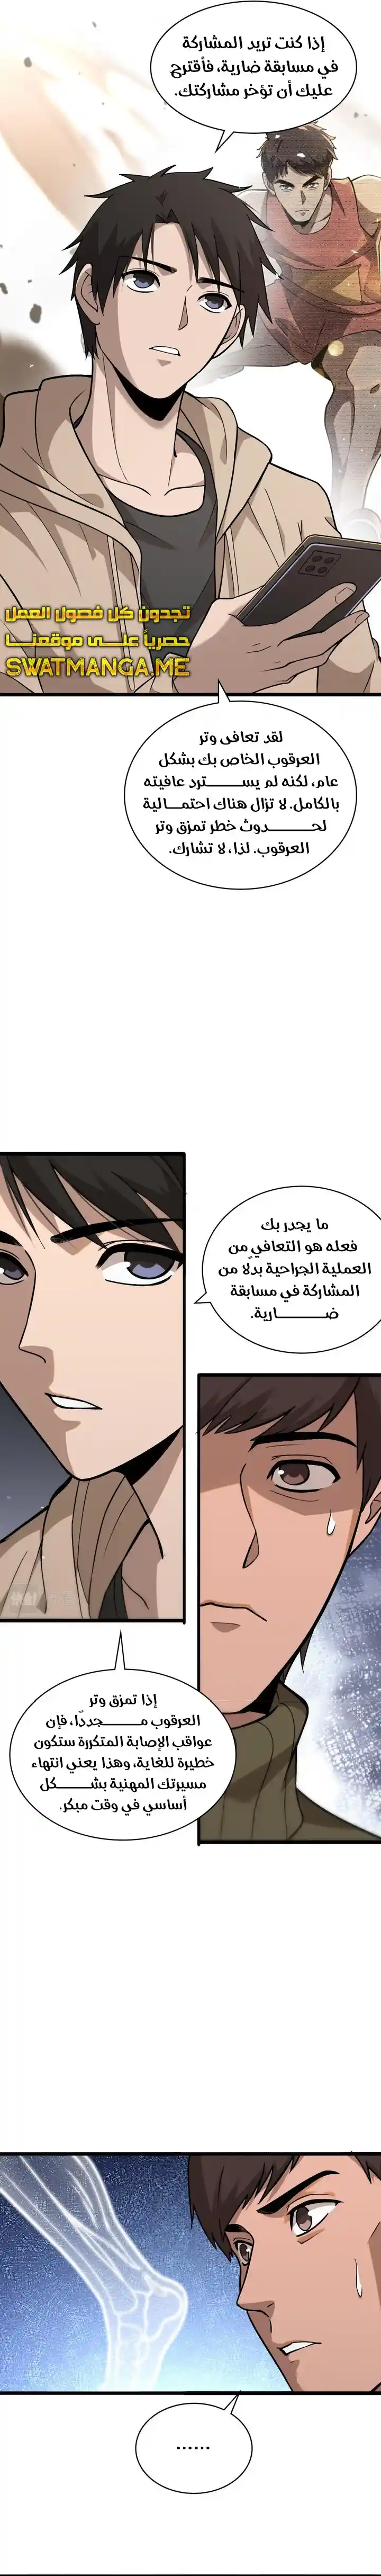 إذا كنت تريد المشاركة
في مسابقة ضارية، فأقترح
عليك أن تؤخر مشاركتك.
تجدون كل فصول العمل
حصرياً على موقعنا
SWATMANGA.ME
لقد تعافى وتر
العرقوب الخاص بك بشكل
عام، لكنه لم يسترد عافيته
بالكامل. لا تزال هناك احتمالية
لحدوث خطر تمزق وتر
العرقوب. لذا، لا تشارك.
ما يجدر بك
فعله هو التعافي من
العملية الجراحية بدلًا من
المشاركة في مسابقة
ضارية.
إذا تمزق وتر
العرقوب مجددًا، فإن
عواقب الإصابة المتكررة ستكون
خطيرة للغاية، وهذا يعني انتهاء
مسيرتك المهنية بشكل
أساسي في وقت مبكر.
......